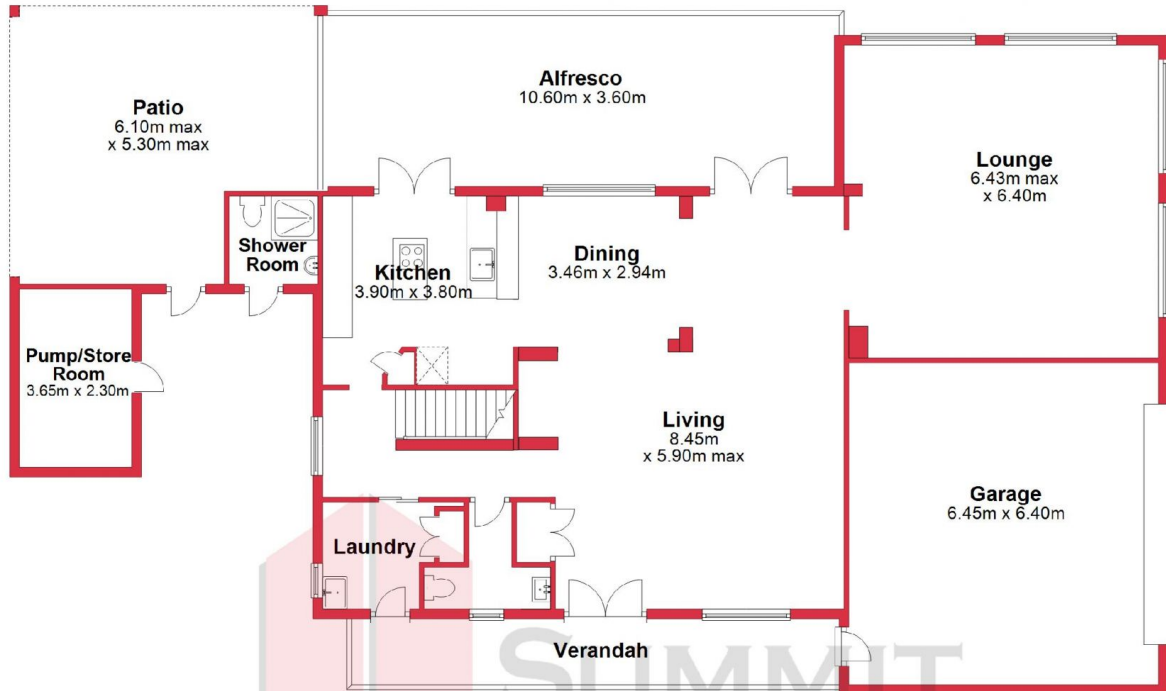 Patio
6.10m max
x 5.30m max
Alfresco
10.60m x 3.60m
Lounge
6.43m max
x 6.40m
Shower
Room
Kitchen
3.90m x 3.80m
Dining
3.46m x 2.94m
Pump/Store
Room
3.65m x 2.30m
Living
8.45m
x 5.90m max
Garage
6.45m x 6.40m
Laundry
Verandah
SUMMIT